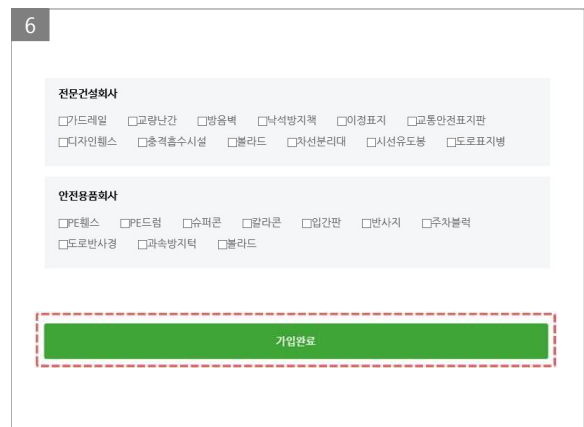 6
전문건설회사
□가드레일 □교량난간 □방음벽 □낙석방지책 □이정표지 □교통안전표지판
□디자인휀스 □충격흡수시설 □볼라드 □차선분리대 □시선유도봉 □도로표지병
안전용품회사
□PE휀스 □PE드럼 □슈퍼콘 □칼라콘 □입간판 □반사지 □주차블럭
□도로반사경 □과속방지턱 □볼라드
가입완료